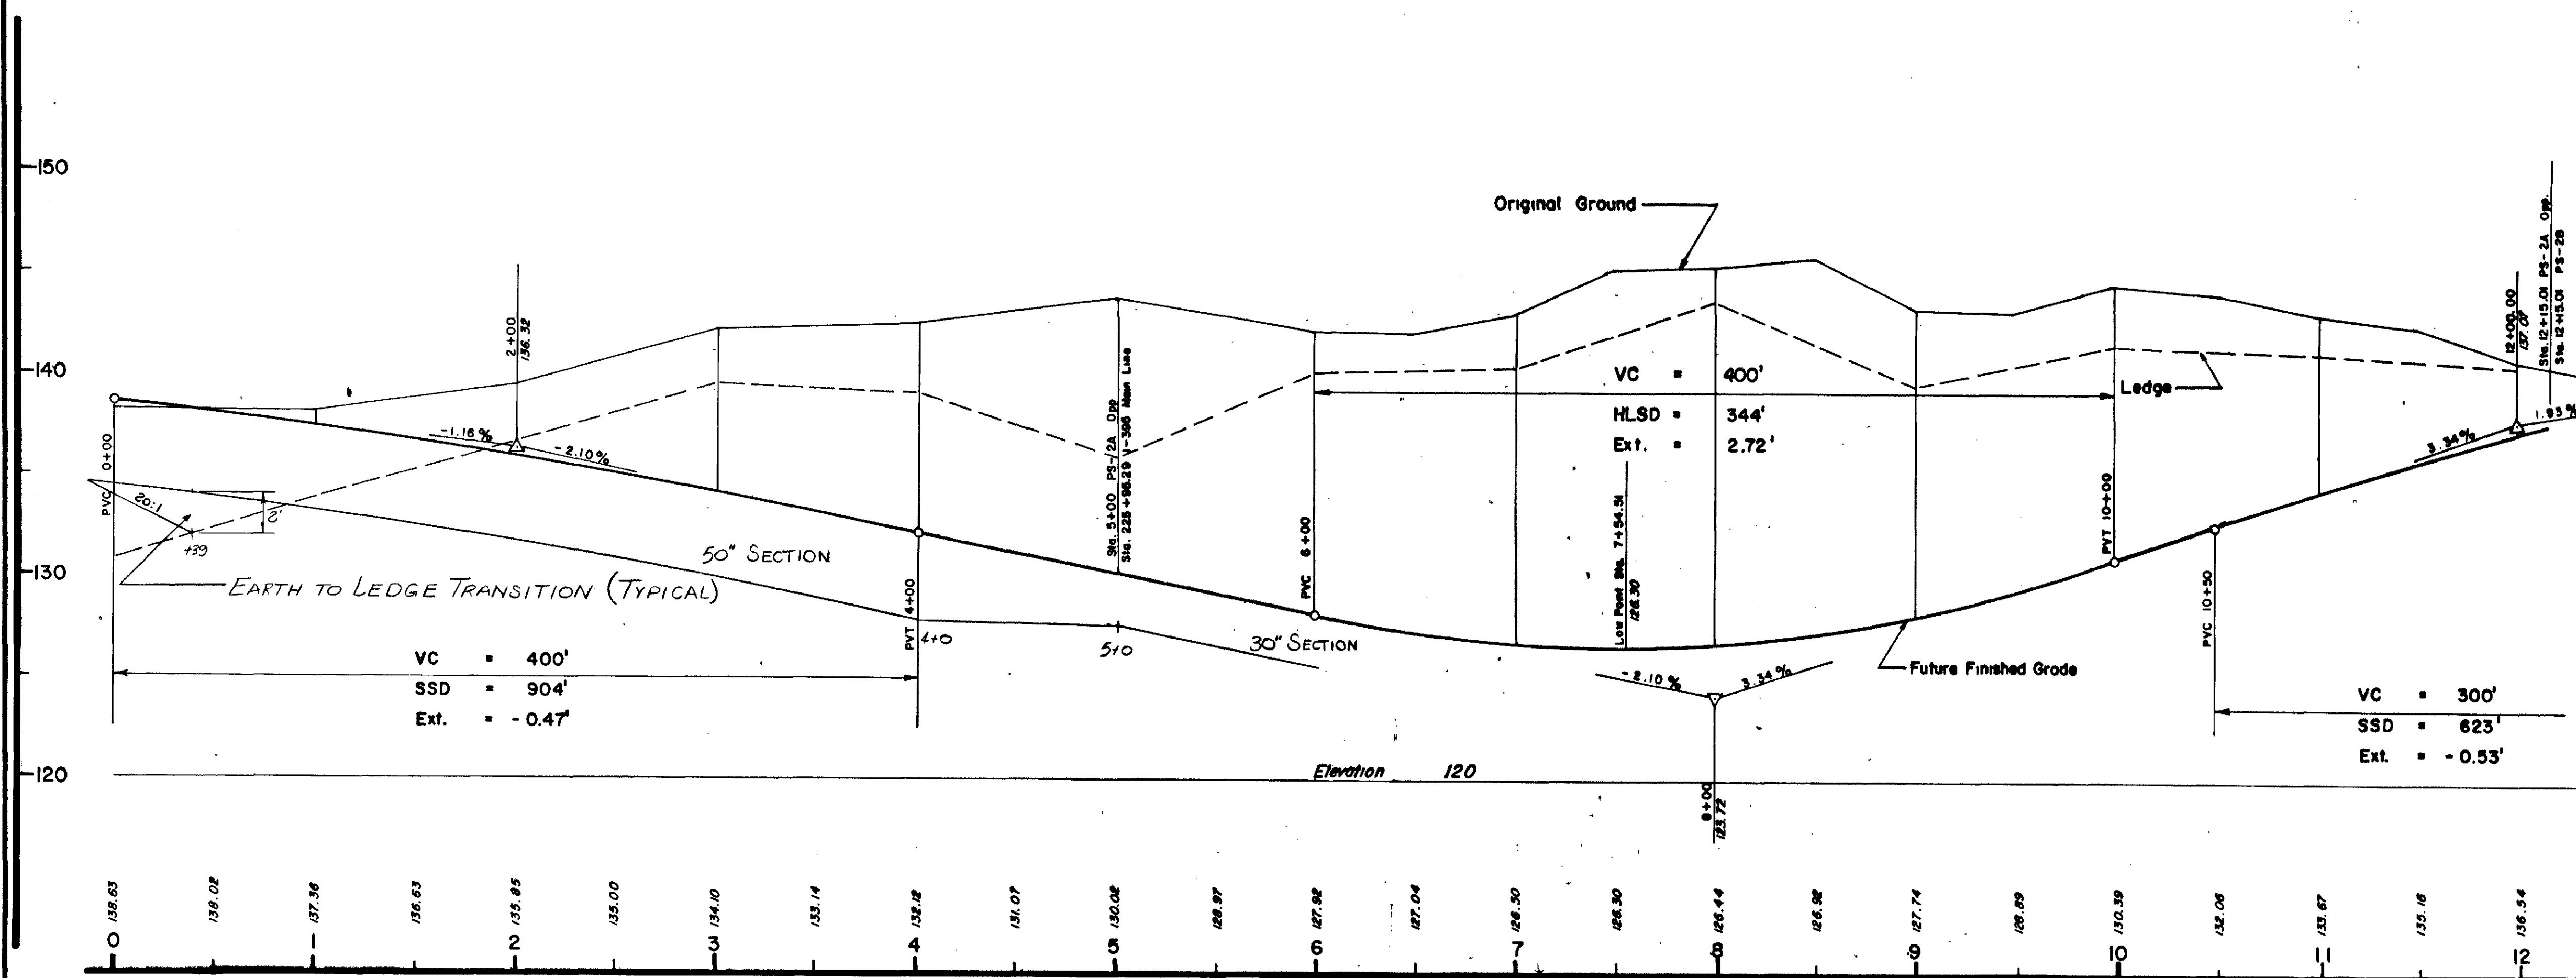 150
140
130
120
Original Ground
2+00
136.32
-1.16%
-2.10%
PVC 0+00
20:1
2'
+39
EARTH TO LEDGE TRANSITION (TYPICAL)
50" SECTION
PVT 4+00
4+0
5+0
30" SECTION
VC = 400'
SSD = 904'
Ext. = -0.47'
Sta. 5+00 PS-2A Opp
Sta. 225+95.29 I-395 Main Line
PVC 6+00
VC = 400'
HLSD = 344'
Ext. = 2.72'
Low Point Sta. 7+54.51
126.30
Ledge
-2.10%
3.34%
8+00
123.72
Future Finished Grade
PVT 10+00
PVC 10+50
3.34%
1.93%
12+00.00
137.07
Sta. 12+15.01 PS-2A Opp.
Sta. 12+15.01 PS-2B
VC = 300'
SSD = 623'
Ext. = -0.53'
Elevation 120
138.63 138.02 137.36 136.63 135.85 135.00 134.10 133.14 132.12 131.07 130.02 128.97 127.92 127.04 126.50 126.30 126.44 126.92 127.74 128.89 130.39 132.06 133.67 135.16 136.54
0 1 2 3 4 5 6 7 8 9 10 11 12